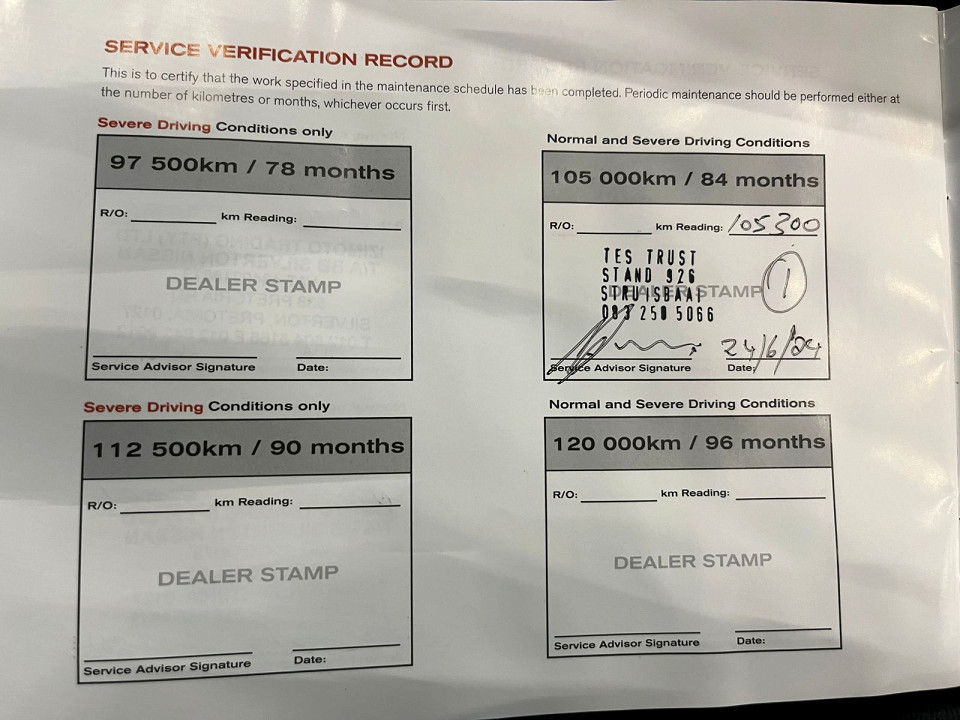 SERVICE VERIFICATION RECORD
This is to certify that the work specified in the maintenance schedule has been completed. Periodic maintenance should be performed either at
the number of kilometres or months, whichever occurs first.
Severe Driving Conditions only
97 500km / 78 months
R/O: km Reading:
DEALER STAMP
Service Advisor Signature Date:
Normal and Severe Driving Conditions
105 000km / 84 months
R/O: km Reading: 105300
TES TRUST
STAND 926
STRUISBAAI
DEALER STAMP 1
083 250 5066
24/6/24
Service Advisor Signature Date:
Severe Driving Conditions only
112 500km / 90 months
R/O: km Reading:
DEALER STAMP
Service Advisor Signature Date:
Normal and Severe Driving Conditions
120 000km / 96 months
R/O: km Reading:
DEALER STAMP
Service Advisor Signature Date: